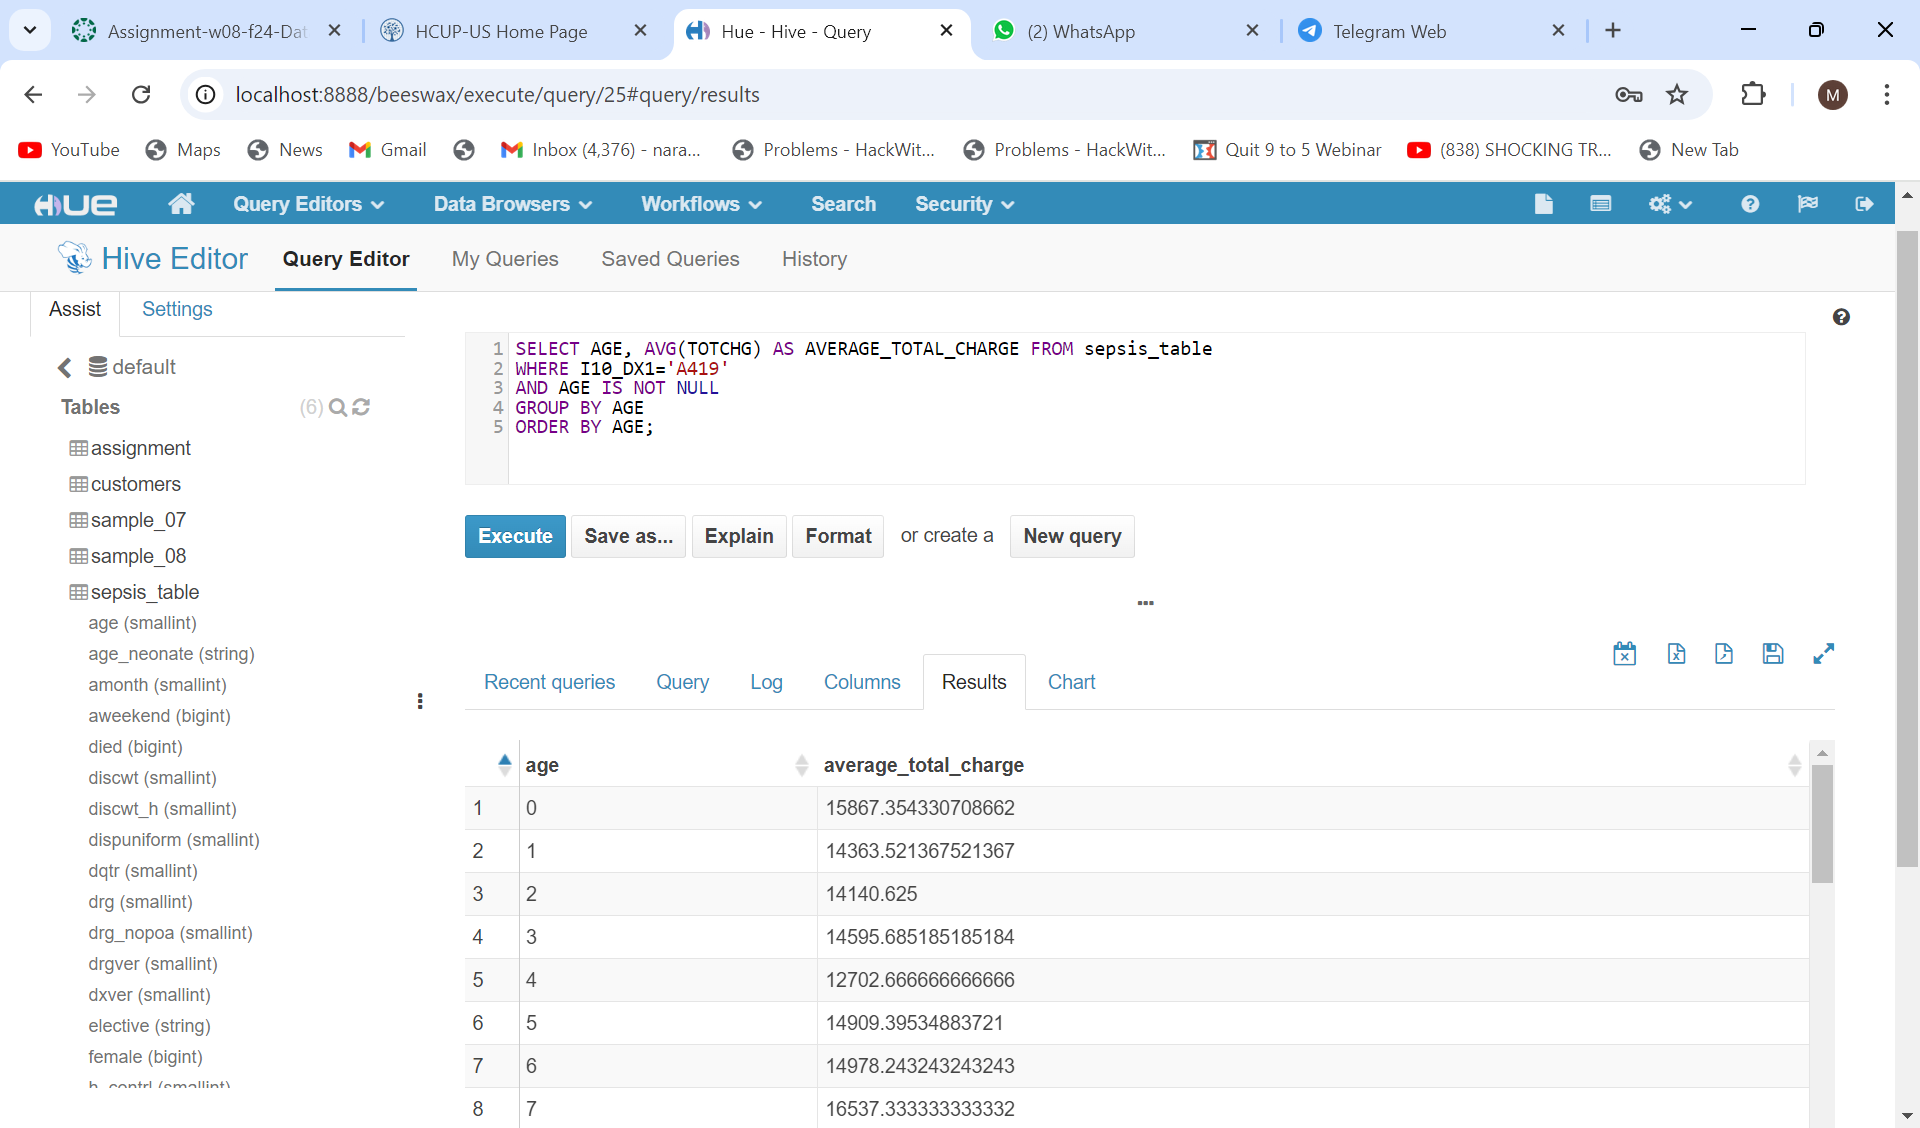 Assignment-w08-f24-Dat
HCUP-US Home Page
Hue - Hive - Query
(2) WhatsApp
Telegram Web
localhost:8888/beeswax/execute/query/25#query/results
M
YouTube
Maps
News
Gmail
Inbox (4,376) - nara...
Problems - HackWit...
Problems - HackWit...
Quit 9 to 5 Webinar
(838) SHOCKING TR...
New Tab
HUE
Query Editors
Data Browsers
Workflows
Search
Security
Hive Editor
Query Editor
My Queries
Saved Queries
History
Assist
Settings
default
Tables
(6)
assignment
customers
sample_07
sample_08
sepsis_table
age (smallint)
age_neonate (string)
amonth (smallint)
aweekend (bigint)
died (bigint)
discwt (smallint)
discwt_h (smallint)
dispuniform (smallint)
dqtr (smallint)
drg (smallint)
drg_nopoa (smallint)
drgver (smallint)
dxver (smallint)
elective (string)
female (bigint)
h_contrl (smallint)
1 SELECT AGE, AVG(TOTCHG) AS AVERAGE_TOTAL_CHARGE FROM sepsis_table
2 WHERE I10_DX1='A419'
3 AND AGE IS NOT NULL
4 GROUP BY AGE
5 ORDER BY AGE;
Execute
Save as...
Explain
Format
or create a
New query
Recent queries
Query
Log
Columns
Results
Chart
age average_total_charge
1 0 15867.354330708662
2 1 14363.521367521367
3 2 14140.625
4 3 14595.685185185184
5 4 12702.666666666666
6 5 14909.39534883721
7 6 14978.243243243243
8 7 16537.333333333332